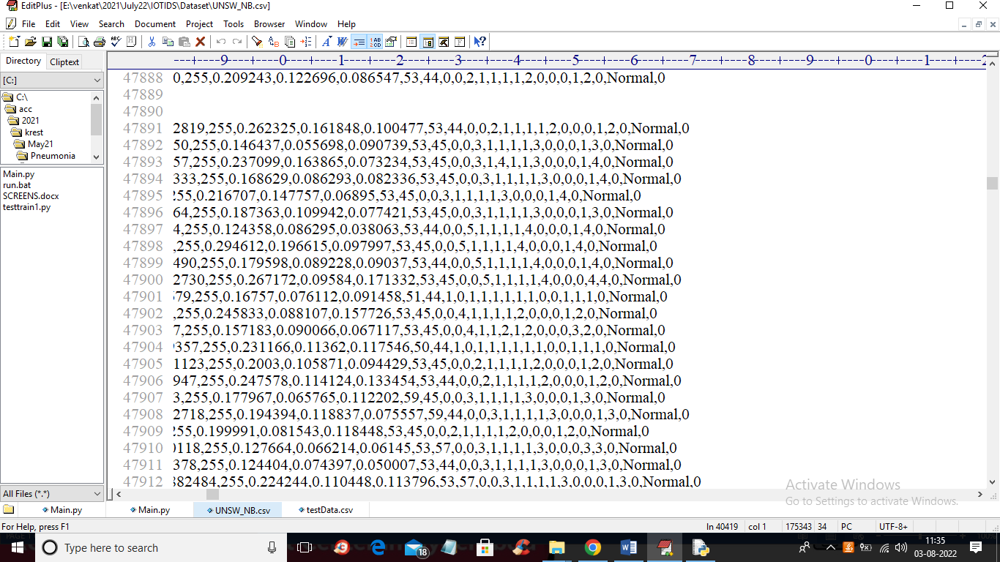 EditPlus - [E:\venkat\2021\July22\IOTIDS\Dataset\UNSW_NB.csv]
File Edit View Search Document Project Tools Browser Window Help
Directory Cliptext
----+----9----+----0----+----1----+----2----+----3----+----4----+----5----+----6----+----7----+----8----+----9----+----0----+----1----+----2
[C:]
C:\
acc
2021
krest
May21
Pneumonia
Main.py
run.bat
SCREENS.docx
testtrain1.py
All Files (*.*)
47888 0,255,0.209243,0.122696,0.086547,53,44,0,0,2,1,1,1,1,2,0,0,0,1,2,0,Normal,0
47889
47890
47891 2819,255,0.262325,0.161848,0.100477,53,44,0,0,2,1,1,1,1,2,0,0,0,1,2,0,Normal,0
47892 50,255,0.146437,0.055698,0.090739,53,45,0,0,3,1,1,1,1,3,0,0,0,1,3,0,Normal,0
47893 57,255,0.237099,0.163865,0.073234,53,45,0,0,3,1,4,1,1,3,0,0,0,1,4,0,Normal,0
47894 333,255,0.168629,0.086293,0.082336,53,45,0,0,3,1,1,1,1,3,0,0,0,1,4,0,Normal,0
47895 255,0.216707,0.147757,0.06895,53,45,0,0,3,1,1,1,1,3,0,0,0,1,4,0,Normal,0
47896 64,255,0.187363,0.109942,0.077421,53,45,0,0,3,1,1,1,1,3,0,0,0,1,3,0,Normal,0
47897 4,255,0.124358,0.086295,0.038063,53,44,0,0,5,1,1,1,1,4,0,0,0,1,4,0,Normal,0
47898 ,255,0.294612,0.196615,0.097997,53,45,0,0,5,1,1,1,1,4,0,0,0,1,4,0,Normal,0
47899 490,255,0.179598,0.089228,0.09037,53,44,0,0,5,1,1,1,1,4,0,0,0,1,4,0,Normal,0
47900 2730,255,0.267172,0.09584,0.171332,53,45,0,0,5,1,1,1,1,4,0,0,0,4,4,0,Normal,0
47901 679,255,0.16757,0.076112,0.091458,51,44,1,0,1,1,1,1,1,1,0,0,1,1,1,0,Normal,0
47902 ,255,0.245833,0.088107,0.157726,53,45,0,0,4,1,1,1,1,2,0,0,0,1,2,0,Normal,0
47903 7,255,0.157183,0.090066,0.067117,53,45,0,0,4,1,1,2,1,2,0,0,0,3,2,0,Normal,0
47904 9357,255,0.231166,0.11362,0.117546,50,44,1,0,1,1,1,1,1,1,0,0,1,1,1,0,Normal,0
47905 1123,255,0.2003,0.105871,0.094429,53,45,0,0,2,1,1,1,1,2,0,0,0,1,2,0,Normal,0
47906 947,255,0.247578,0.114124,0.133454,53,44,0,0,2,1,1,1,1,2,0,0,0,1,2,0,Normal,0
47907 3,255,0.177967,0.065765,0.112202,59,45,0,0,3,1,1,1,1,3,0,0,0,1,3,0,Normal,0
47908 2718,255,0.194394,0.118837,0.075557,59,44,0,0,3,1,1,1,1,3,0,0,0,1,3,0,Normal,0
47909 255,0.199991,0.081543,0.118448,53,45,0,0,2,1,1,1,1,2,0,0,0,1,2,0,Normal,0
47910 0118,255,0.127664,0.066214,0.06145,53,57,0,0,3,1,1,1,1,3,0,0,0,3,3,0,Normal,0
47911 378,255,0.124404,0.074397,0.050007,53,44,0,0,3,1,1,1,1,3,0,0,0,1,3,0,Normal,0
47912 382484,255,0.224244,0.110448,0.113796,53,57,0,0,3,1,1,1,1,3,0,0,0,1,3,0,Normal,0
Activate Windows
Go to Settings to activate Windows.
Main.py Main.py UNSW_NB.csv testData.csv
For Help, press F1 ln 40419 col 1 175343 34 PC UTF-8+
Type here to search 18 11:35
03-08-2022